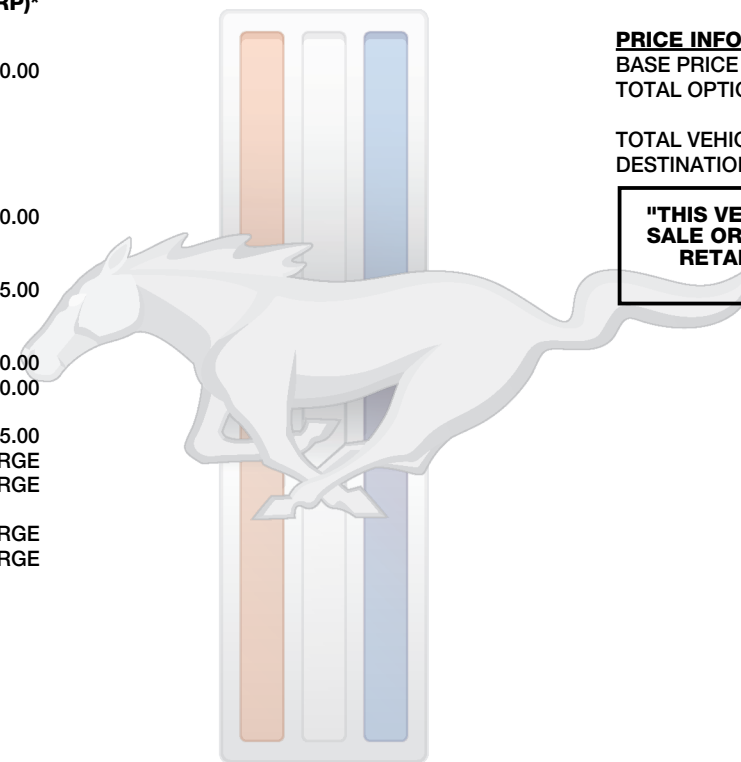 RP)*
0.00
0.00
5.00
0.00
0.00
5.00
RGE
RGE
RGE
RGE
PRICE INFO
BASE PRICE
TOTAL OPTIO
TOTAL VEHIC
DESTINATION
"THIS VE
SALE OR
RETAI